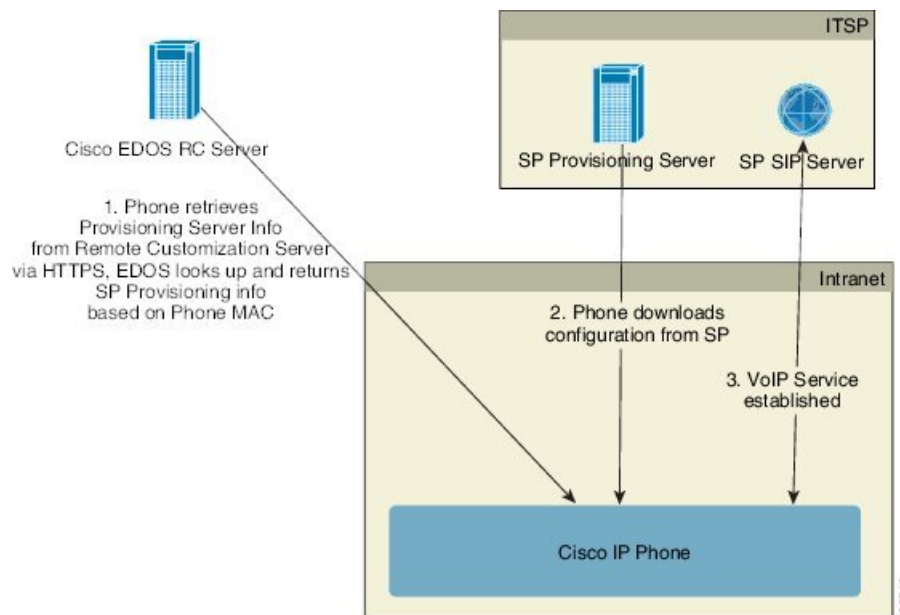 ITSP
Cisco EDOS RC Server
SP Provisioning Server
SP SIP Server
1. Phone retrieves
Provisioning Server Info
from Remote Customization Server
via HTTPS, EDOS looks up and returns
SP Provisioning info
based on Phone MAC
Intranet
2. Phone downloads
configuration from SP
3. VoIP Service
established
Cisco IP Phone